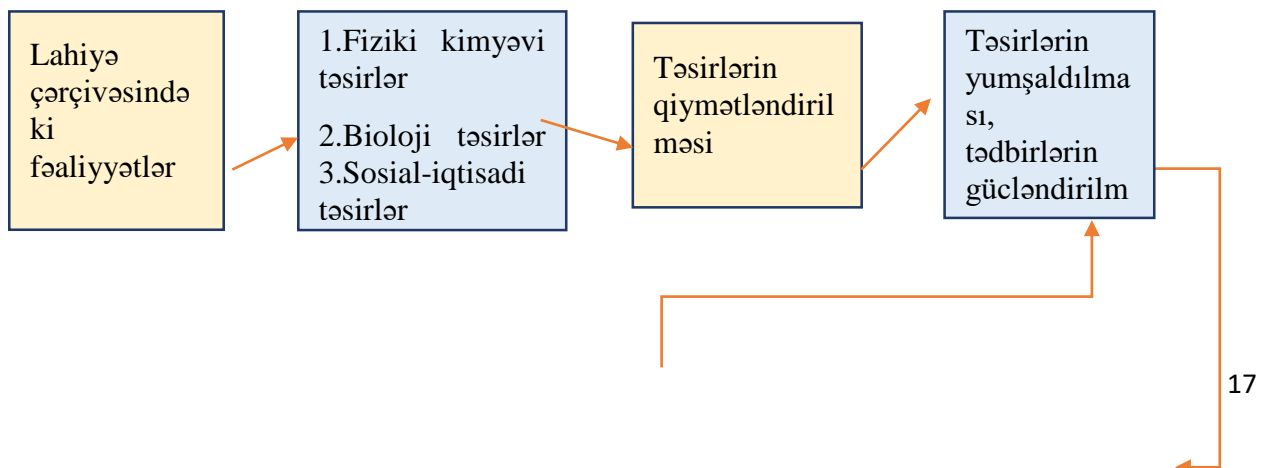 Lahiyə
çərçivəsində
ki
fəaliyyətlər
1.Fiziki kimyəvi
təsirlər
2.Bioloji təsirlər
3.Sosial-iqtisadi
təsirlər
Təsirlərin
qiymətləndiril
məsi
Təsirlərin
yumşaldılma
sı,
tədbirlərin
gücləndirilm
17